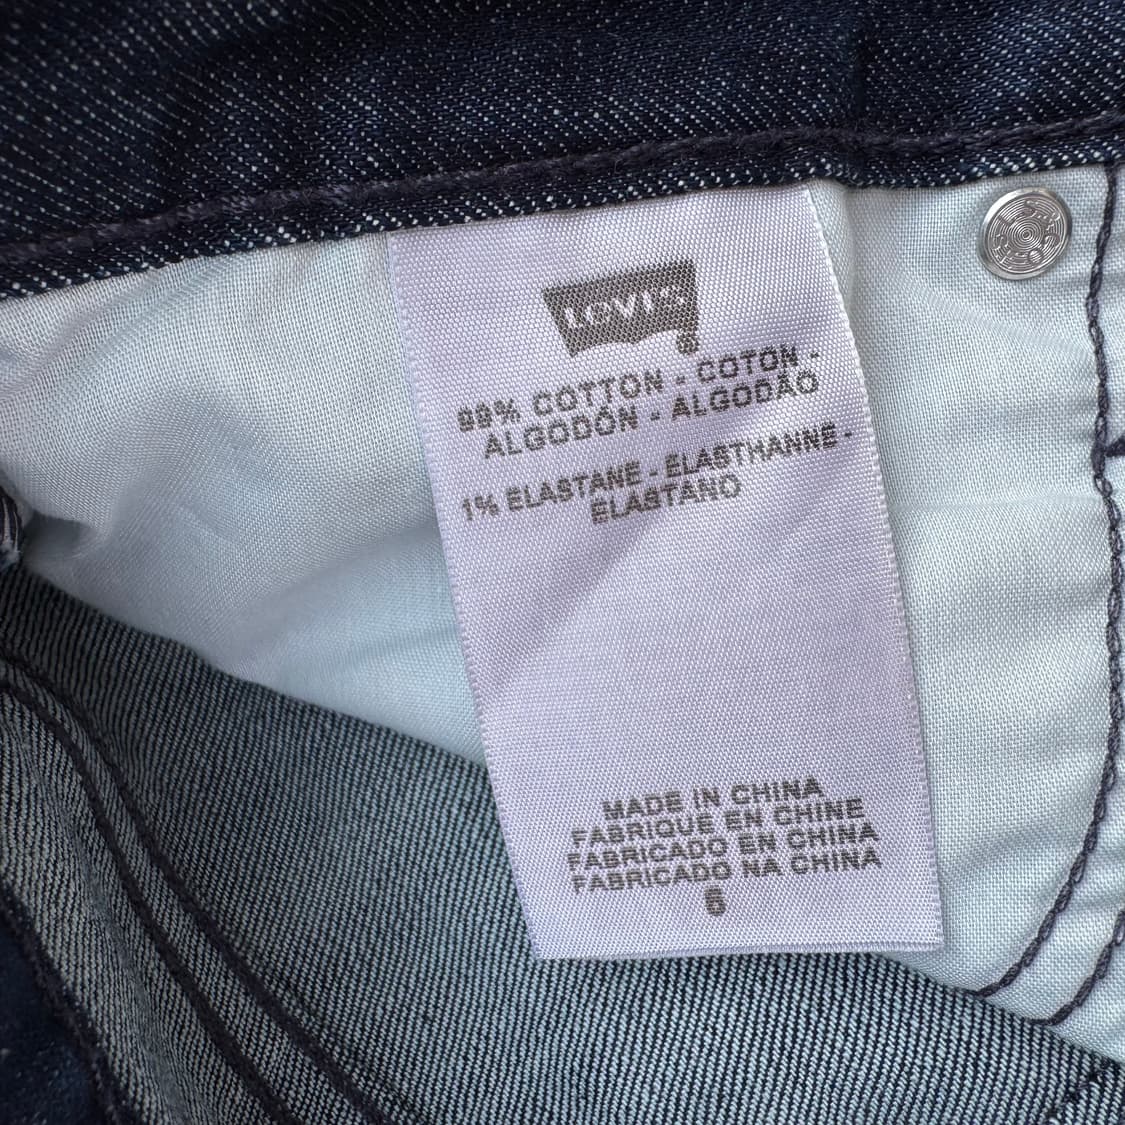 LEVI'S
®
99% COTTON - COTON -
ALGODÓN - ALGODÃO
1% ELASTANE - ÉLASTHANNE -
ELASTANO
MADE IN CHINA
FABRIQUE EN CHINE
FABRICADO EN CHINA
FABRICADO NA CHINA
6